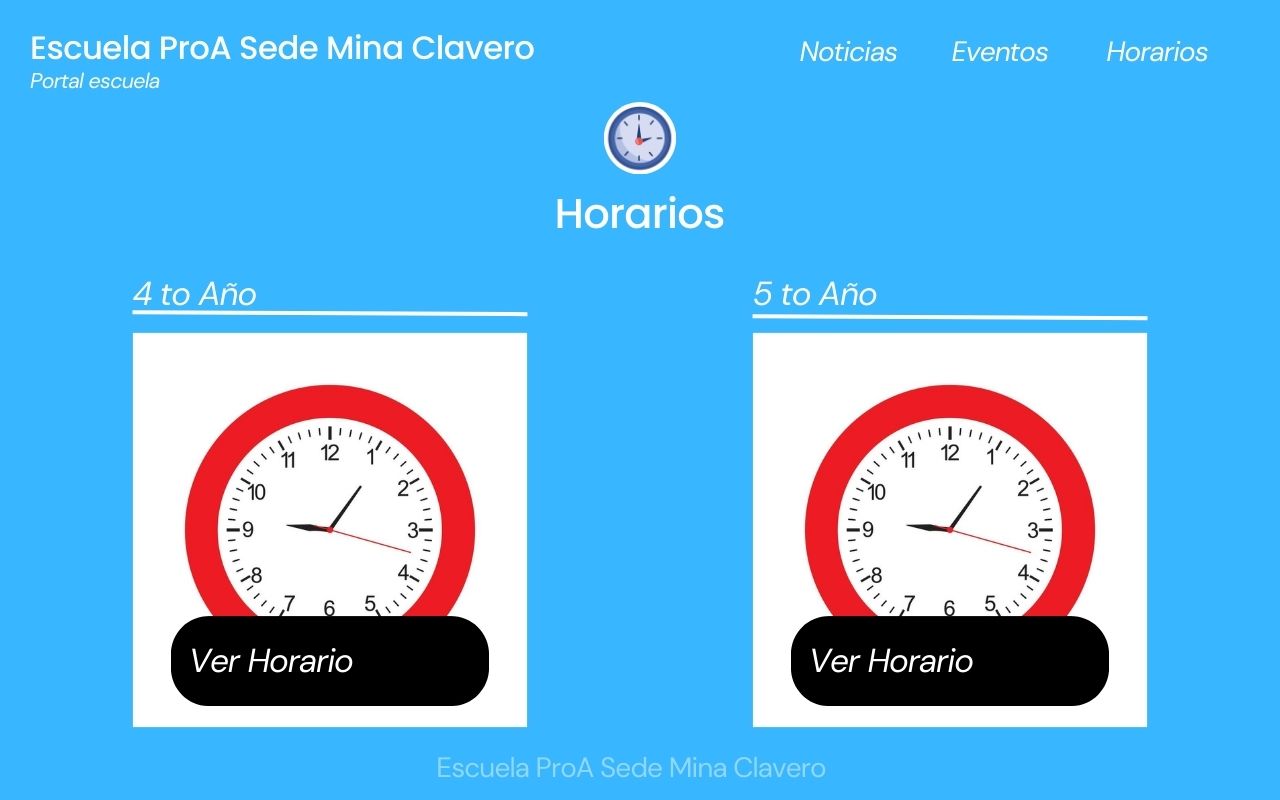 Escuela ProA Sede Mina Clavero
Portal escuela
Noticias Eventos Horarios
Horarios
4 to Año
12
11 1
10 2
9 3
8 4
7 6 5
Ver Horario
5 to Año
12
11 1
10 2
9 3
8 4
7 6 5
Ver Horario
Escuela ProA Sede Mina Clavero